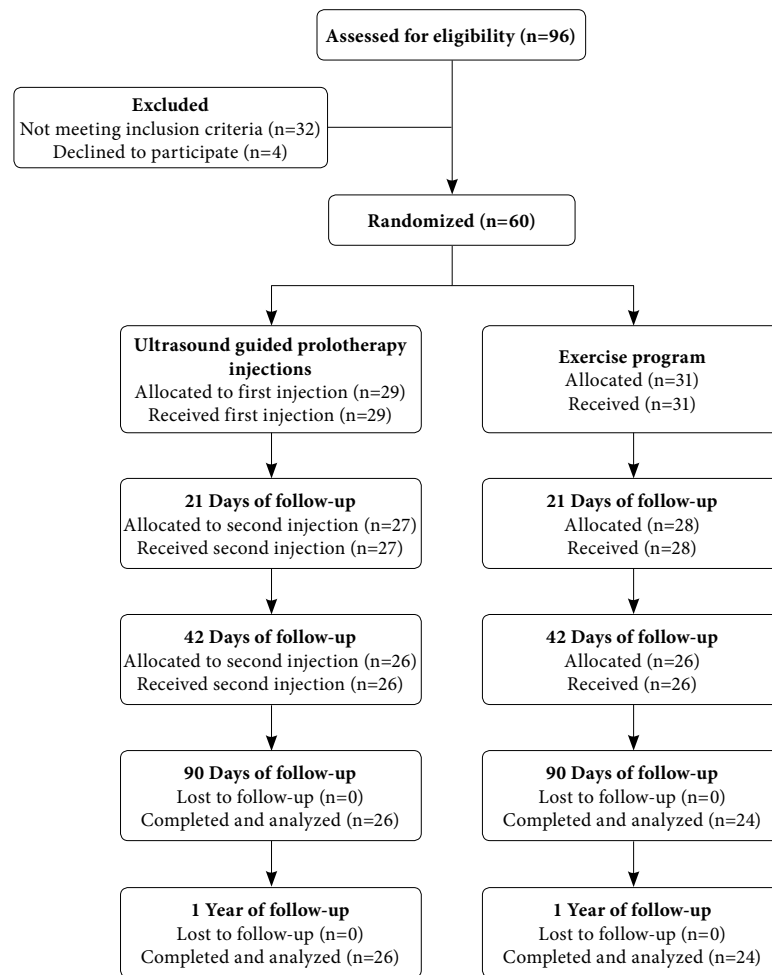 Assessed for eligibility (n=96)
Excluded
Not meeting inclusion criteria (n=32)
Declined to participate (n=4)
Randomized (n=60)
Ultrasound guided prolotherapy
injections
Allocated to first injection (n=29)
Received first injection (n=29)
Exercise program
Allocated (n=31)
Received (n=31)
21 Days of follow-up
Allocated to second injection (n=27)
Received second injection (n=27)
21 Days of follow-up
Allocated (n=28)
Received (n=28)
42 Days of follow-up
Allocated to second injection (n=26)
Received second injection (n=26)
42 Days of follow-up
Allocated (n=26)
Received (n=26)
90 Days of follow-up
Lost to follow-up (n=0)
Completed and analyzed (n=26)
90 Days of follow-up
Lost to follow-up (n=0)
Completed and analyzed (n=24)
1 Year of follow-up
Lost to follow-up (n=0)
Completed and analyzed (n=26)
1 Year of follow-up
Lost to follow-up (n=0)
Completed and analyzed (n=24)